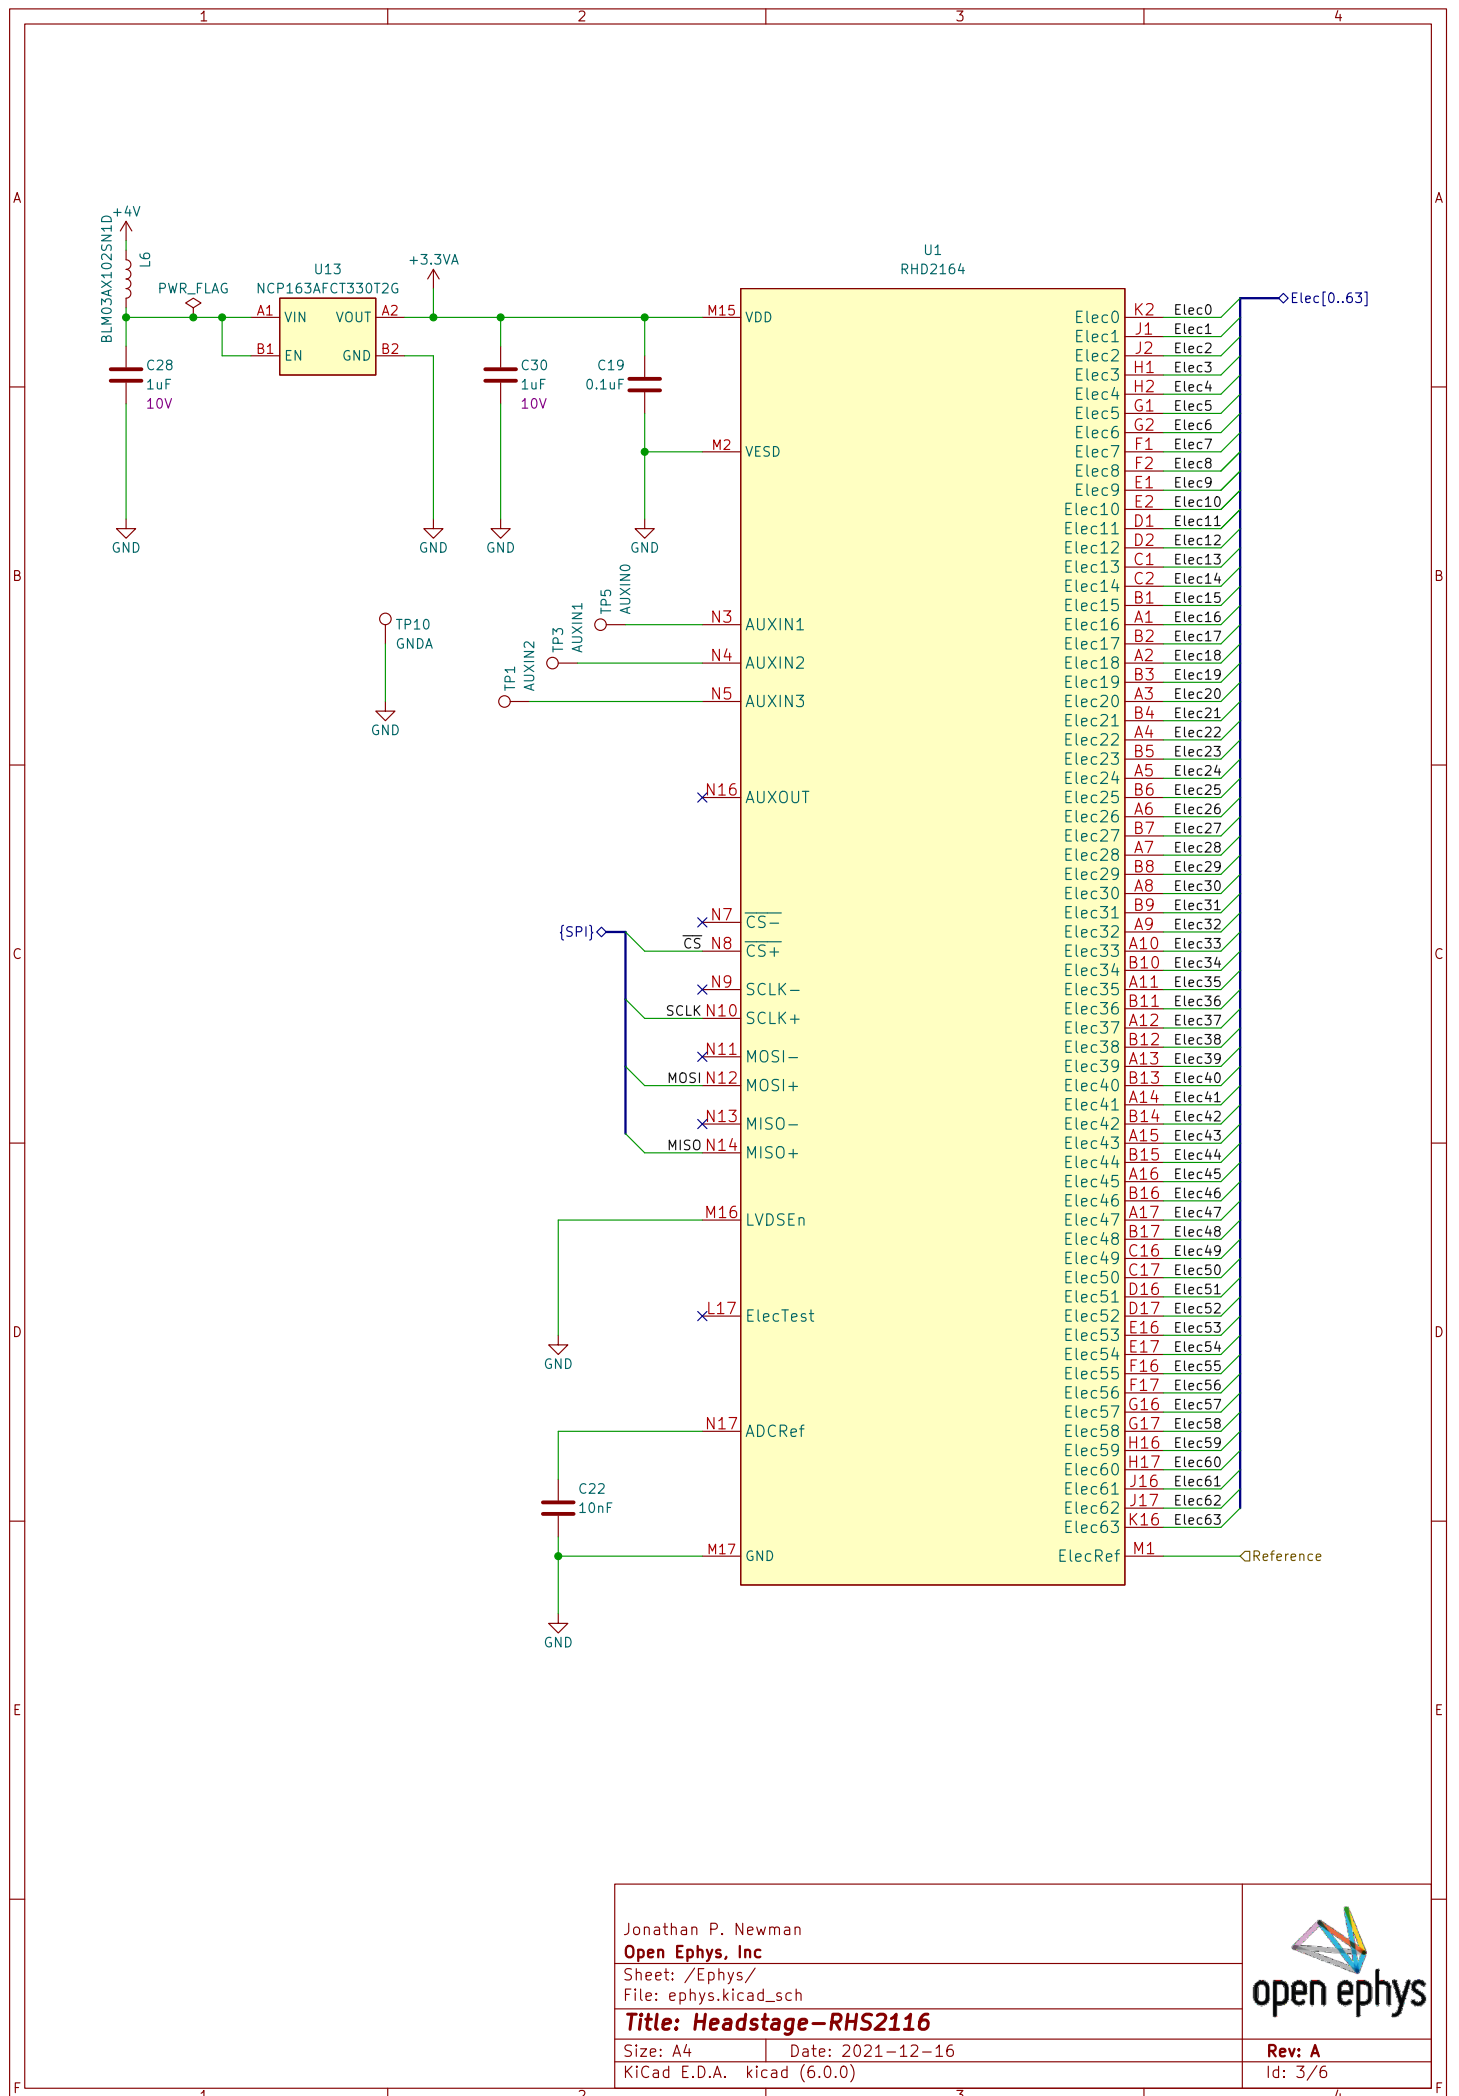 1 2 3 4
A A
B B
C C
D D
E E
F F
+4V
BLM03AX102SN1D
L6
PWR_FLAG
U13
NCP163AFCT330T2G
A1 VIN VOUT A2
B1 EN GND B2
+3.3VA
C28
1uF
10V
C30
1uF
10V
C19
0.1uF
GND
GND
GND
GND
TP10
GNDA
GND
TP5
AUXIN0
TP3
AUXIN1
TP1
AUXIN2
U1
RHD2164
M15 VDD
M2 VESD
N3 AUXIN1
N4 AUXIN2
N5 AUXIN3
N16 AUXOUT
{SPI}
N7 CS-
CS N8 CS+
N9 SCLK-
SCLK N10 SCLK+
N11 MOSI-
MOSI N12 MOSI+
N13 MISO-
MISO N14 MISO+
M16 LVDSEn
GND
L17 ElecTest
N17 ADCRef
C22
10nF
M17 GND
GND
Elec[0..63]
Elec0 K2 Elec0
Elec1 J1 Elec1
Elec2 J2 Elec2
Elec3 H1 Elec3
Elec4 H2 Elec4
Elec5 G1 Elec5
Elec6 G2 Elec6
Elec7 F1 Elec7
Elec8 F2 Elec8
Elec9 E1 Elec9
Elec10 E2 Elec10
Elec11 D1 Elec11
Elec12 D2 Elec12
Elec13 C1 Elec13
Elec14 C2 Elec14
Elec15 B1 Elec15
Elec16 A1 Elec16
Elec17 B2 Elec17
Elec18 A2 Elec18
Elec19 B3 Elec19
Elec20 A3 Elec20
Elec21 B4 Elec21
Elec22 A4 Elec22
Elec23 B5 Elec23
Elec24 A5 Elec24
Elec25 B6 Elec25
Elec26 A6 Elec26
Elec27 B7 Elec27
Elec28 A7 Elec28
Elec29 B8 Elec29
Elec30 A8 Elec30
Elec31 B9 Elec31
Elec32 A9 Elec32
Elec33 A10 Elec33
Elec34 B10 Elec34
Elec35 A11 Elec35
Elec36 B11 Elec36
Elec37 A12 Elec37
Elec38 B12 Elec38
Elec39 A13 Elec39
Elec40 B13 Elec40
Elec41 A14 Elec41
Elec42 B14 Elec42
Elec43 A15 Elec43
Elec44 B15 Elec44
Elec45 A16 Elec45
Elec46 B16 Elec46
Elec47 A17 Elec47
Elec48 B17 Elec48
Elec49 C16 Elec49
Elec50 C17 Elec50
Elec51 D16 Elec51
Elec52 D17 Elec52
Elec53 E16 Elec53
Elec54 E17 Elec54
Elec55 F16 Elec55
Elec56 F17 Elec56
Elec57 G16 Elec57
Elec58 G17 Elec58
Elec59 H16 Elec59
Elec60 H17 Elec60
Elec61 J16 Elec61
Elec62 J17 Elec62
Elec63 K16 Elec63
ElecRef M1 Reference
Jonathan P. Newman
Open Ephys, Inc
Sheet: /Ephys/
File: ephys.kicad_sch
Title: Headstage-RHS2116
Size: A4 Date: 2021-12-16
KiCad E.D.A. kicad (6.0.0)
open ephys
Rev: A
Id: 3/6
1 2 3 4